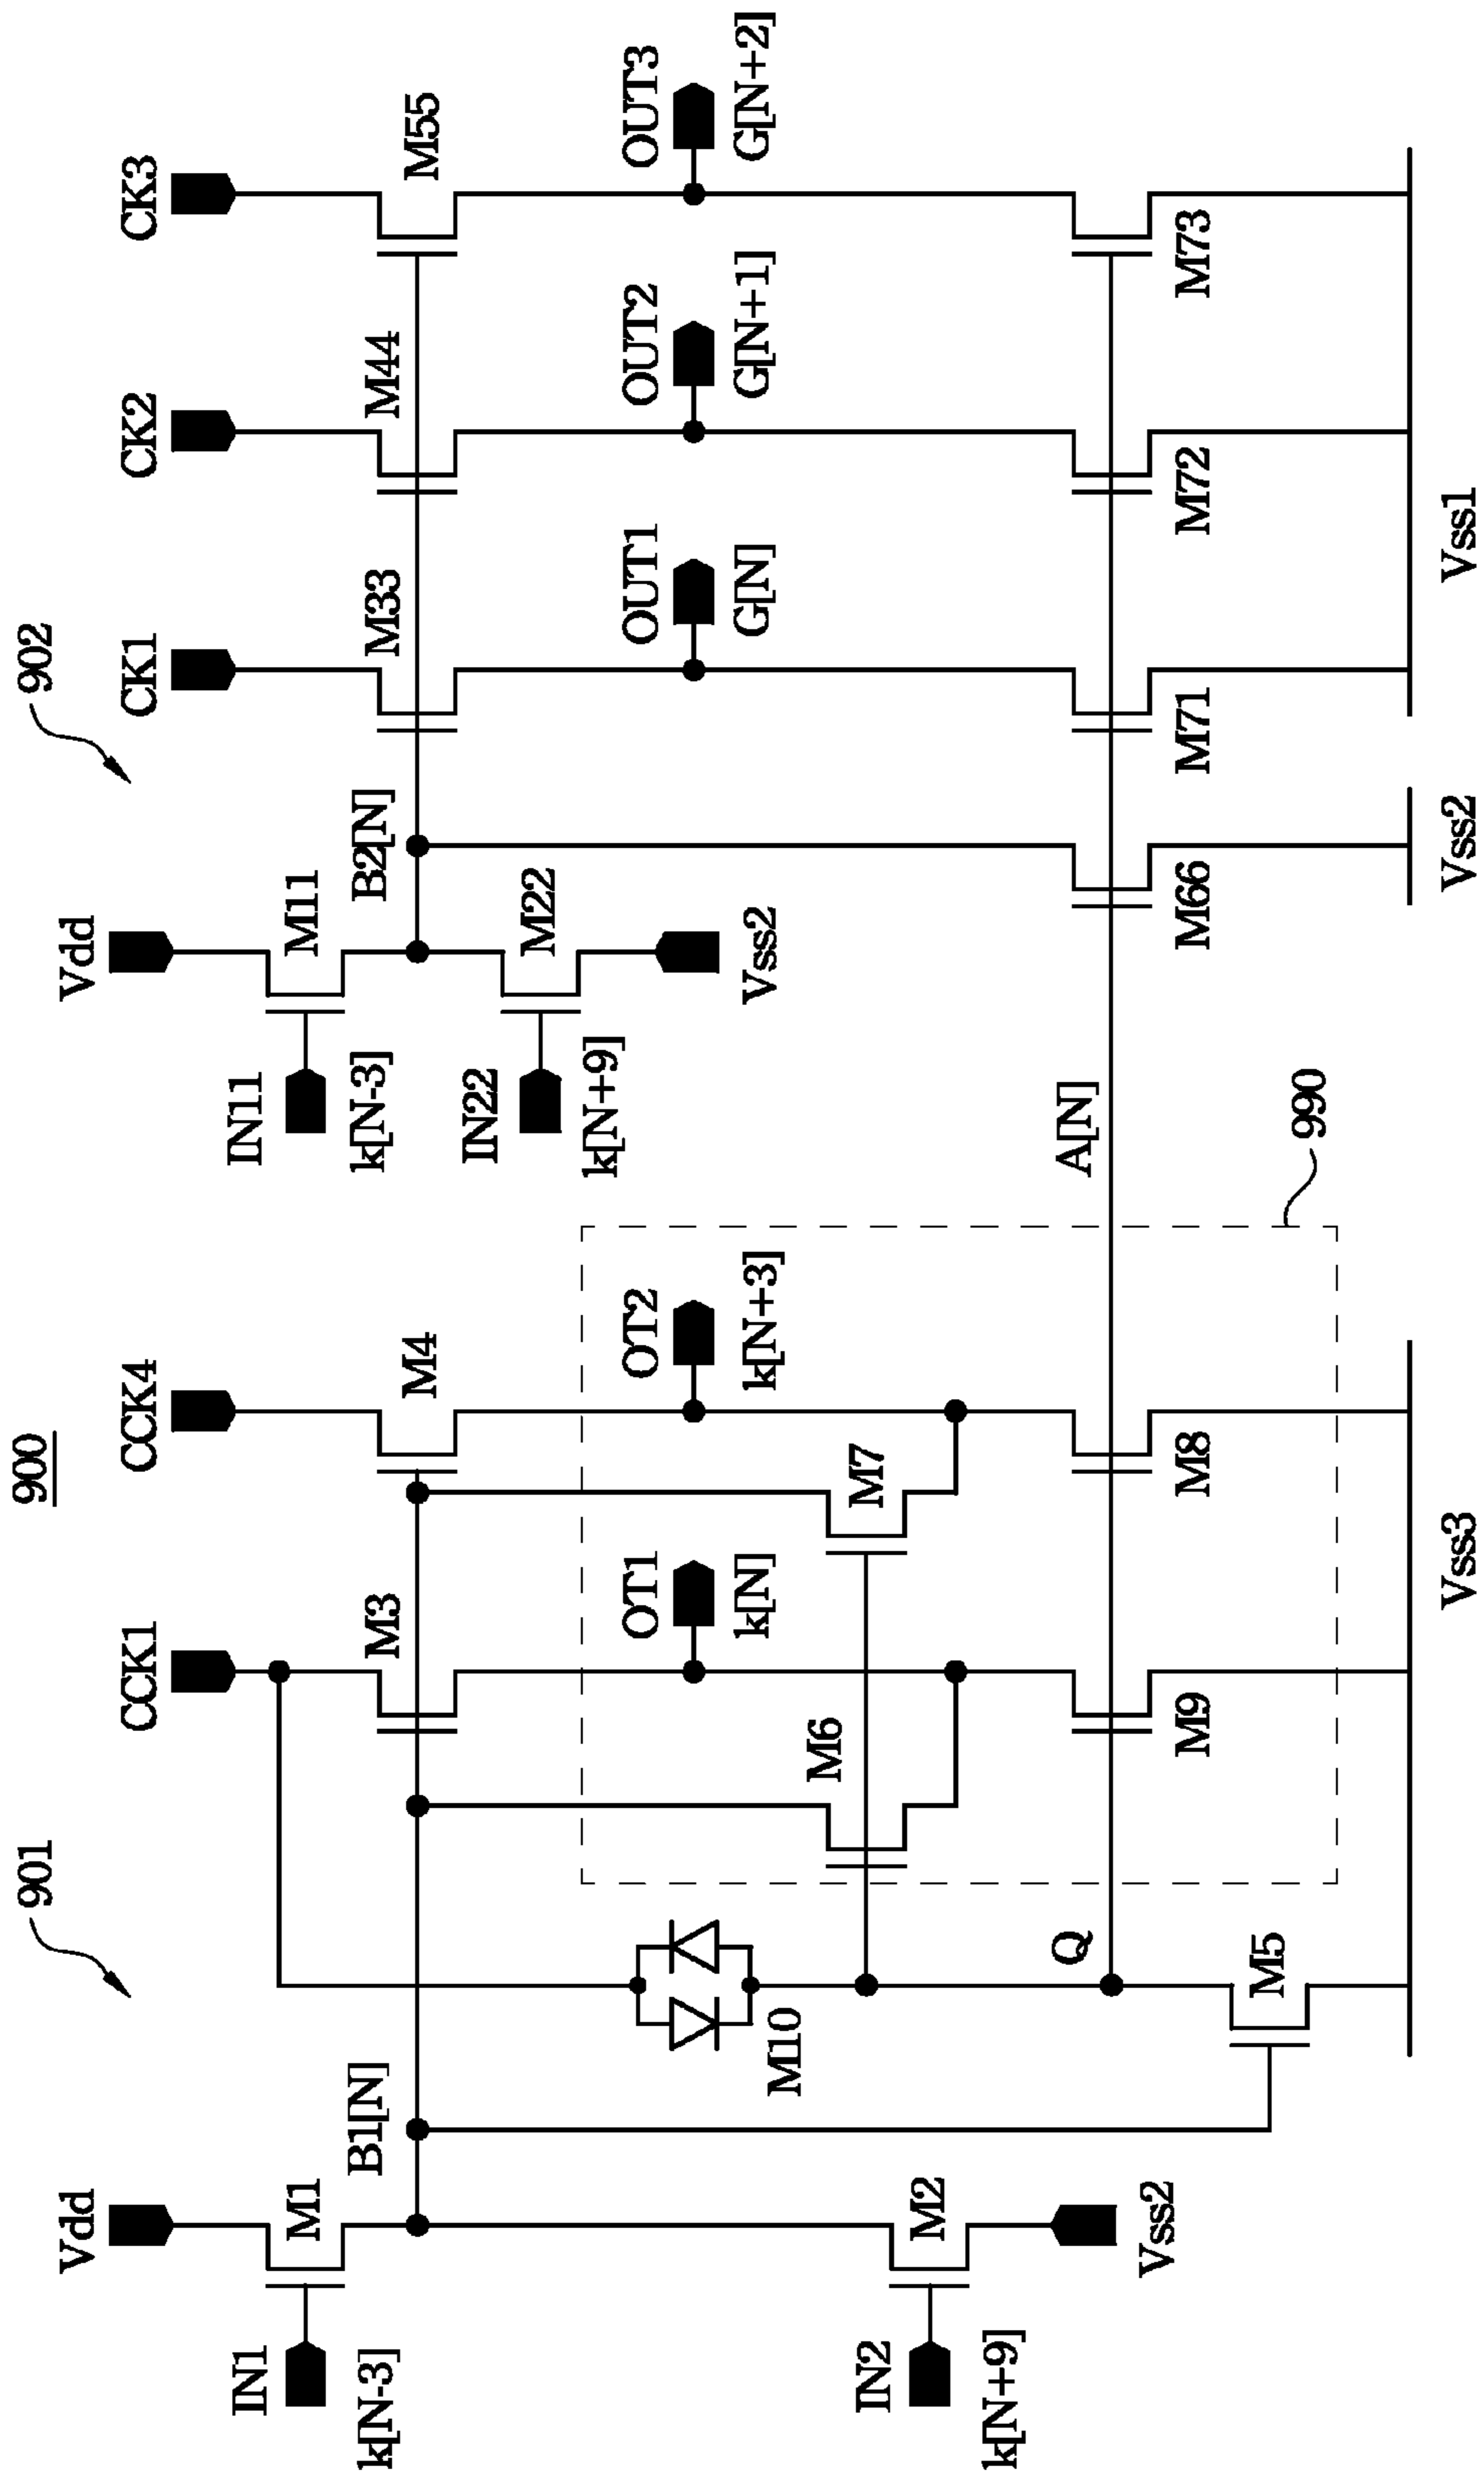 900
901
902
Vdd
IN1
M1
k[N-3]
B1[N]
IN2
M2
k[N+9]
Vss2
CCK1
M3
CCK4
M4
OT1
k[N]
OT2
k[N+3]
M10
M6
M7
Q
M5
M9
M8
Vss3
990
A[N]
Vdd
IN11
M11
k[N-3]
B2[N]
IN22
M22
k[N+9]
Vss2
CK1
M33
CK2
M44
CK3
M55
OUT1
G[N]
OUT2
G[N+1]
OUT3
G[N+2]
M66
M71
M72
M73
Vss2
Vss1